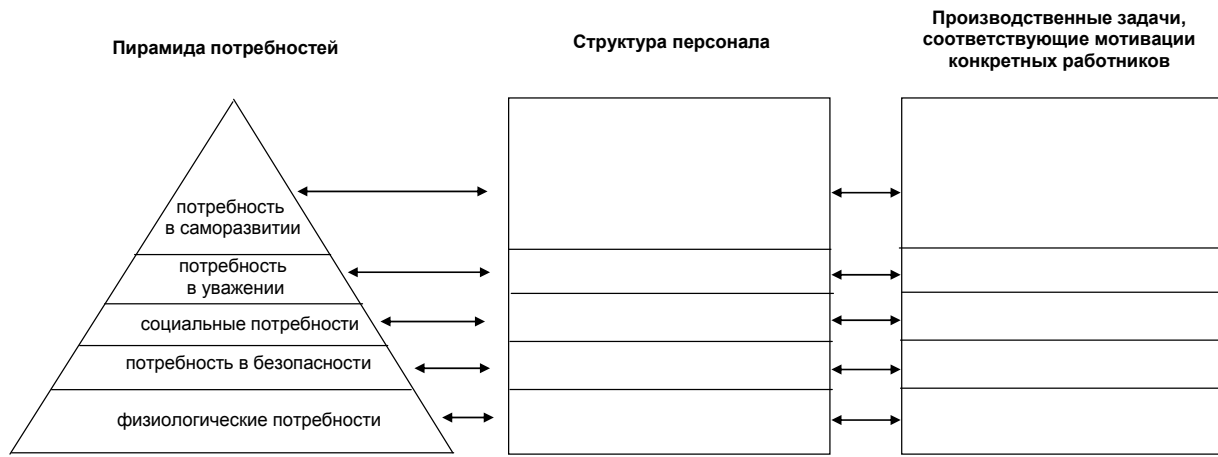 Пирамида потребностей
Структура персонала
Производственные задачи,
соответствующие мотивации
конкретных работников
потребность
в саморазвитии
потребность
в уважении
социальные потребности
потребность в безопасности
физиологические потребности